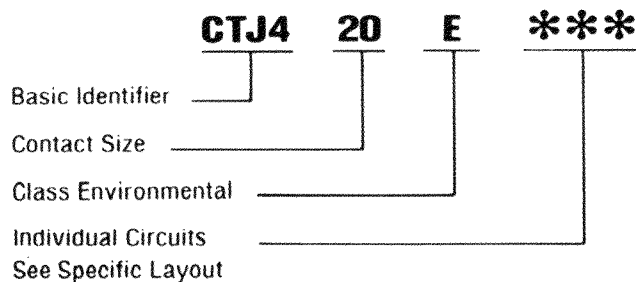 CTJ4 20 E ***
Basic Identifier
Contact Size
Class Environmental
Individual Circuits
See Specific Layout